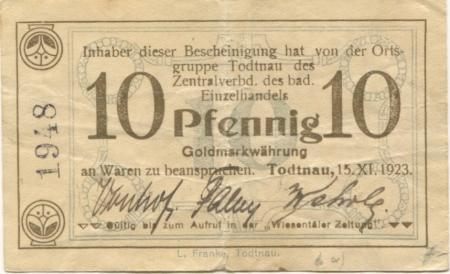 Inhaber dieser Bescheinigung hat von der Orts-
gruppe Todtnau des
Zentralverbd. des bad.
Einzelhandels
10 Pfennig 10
Goldmarkwährung
an Waren zu beanspruchen. Todtnau, 15.XI.1923.
Gültig bis zum Aufruf in der „Wiesentäler Zeitung"
L. Franke, Todtnau.
1948